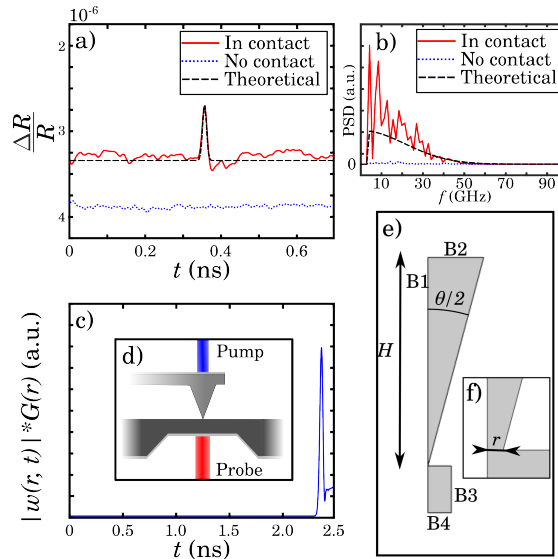 a)
10⁻⁶
2
3
4
ΔR
R
In contact
No contact
Theoretical
0
0.2
0.4
0.6
t (ns)
b)
In contact
No contact
Theoretical
PSD (a.u.)
0
10
30
50
70
90
f (GHz)
c)
|w(r, t)|*G(r) (a.u.)
0
0.5
1.0
1.5
2.0
2.5
t (ns)
d)
Pump
Probe
e)
B2
B1
θ/2
H
B3
B4
f)
r